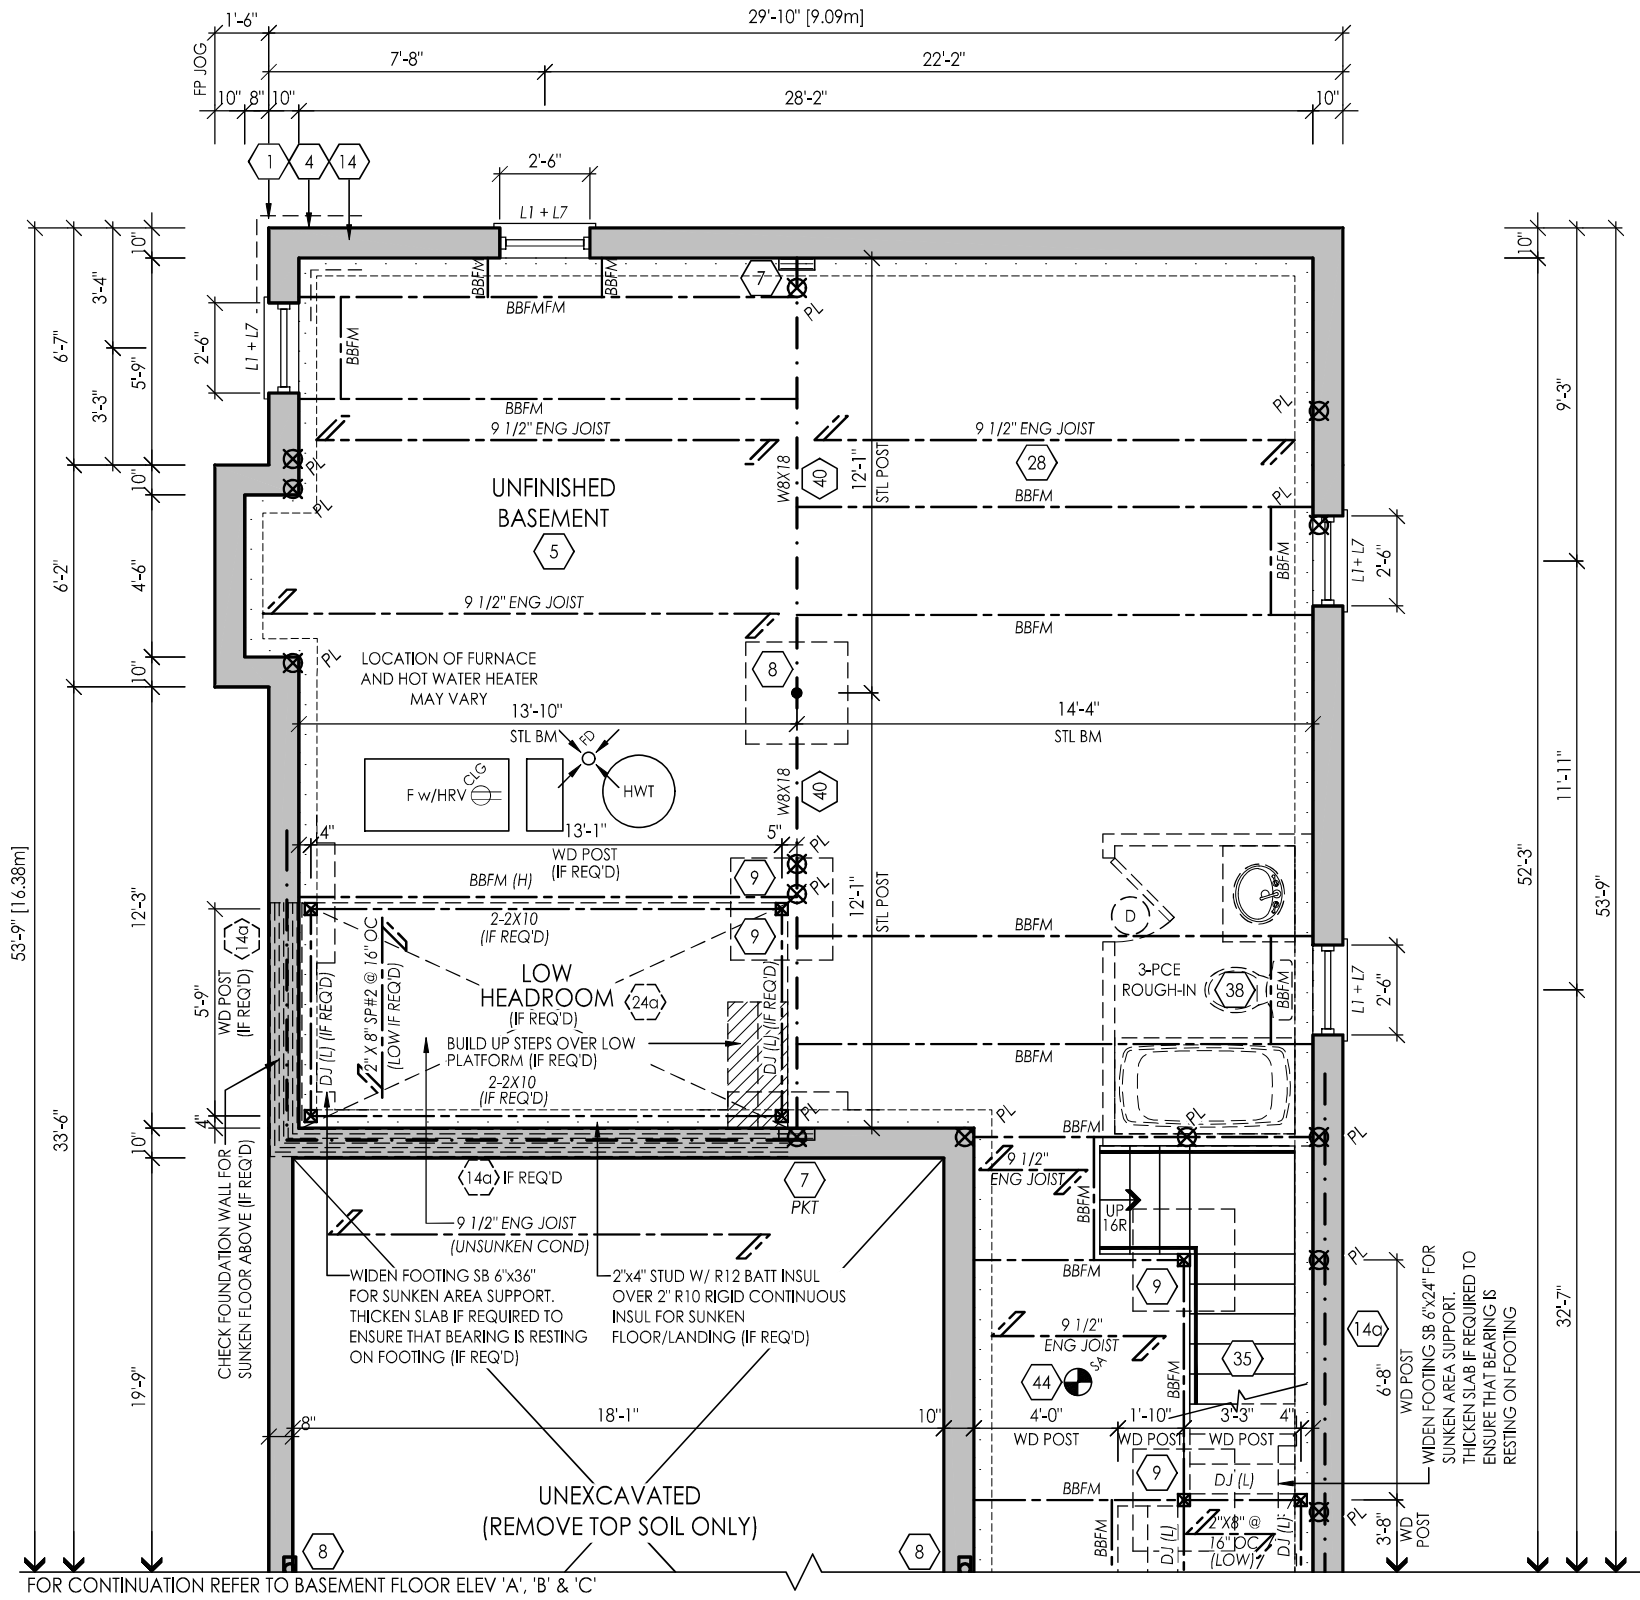 1'-6"
29'-10" [9.09m]
FP JOG
7'-8"
22'-2"
10"
8"
10"
28'-2"
10"
1
4
14
2'-6"
L1 + L7
10"
3'-4"
6'-7"
5'-9"
3'-3"
2'-6"
L1 + L7
BBFM
BBFM
BBFM
BBFMFM
7
PL
10"
9'-3"
BBFM
9 1/2" ENG JOIST
9 1/2" ENG JOIST
PL
28
PL
PL
10"
W8X18
40
12'-1"
STL POST
UNFINISHED
BASEMENT
5
BBFM
BBFM
L1+ L7
2'-6"
6'-2"
4'-6"
9 1/2" ENG JOIST
BBFM
10"
PL
LOCATION OF FURNACE
AND HOT WATER HEATER
MAY VARY
8
13'-10"
STL BM
14'-4"
STL BM
FD
CLG
F w/HRV
HWT
W8X18
40
11'-11"
4"
13'-1"
5"
WD POST
(IF REQ'D)
PL
9
PL
BBFM (H)
12'-1"
STL POST
53'-9" [16.38m]
12'-3"
52'-3"
53'-9"
14a
5'-9"
WD POST
(IF REQ'D)
2-2X10
(IF REQ'D)
9
D
BBFM
LOW
HEADROOM
(IF REQ'D)
24a
DJ (L) (IF REQ'D)
2" X 8" SP#2 @ 16" OC
(LOW IF REQ'D)
DJ (L) (IF REQ'D)
3-PCE
ROUGH-IN
38
BBFM
L1 + L7
2'-6"
BUILD UP STEPS OVER LOW
PLATFORM (IF REQ'D)
BBFM
2-2X10
(IF REQ'D)
33'-6"
4"
10"
PL
PL
BBFM
PL
PL
CHECK FOUNDATION WALL FOR
SUNKEN FLOOR ABOVE (IF REQ'D)
14a
IF REQ'D
7
PKT
9 1/2"
ENG JOIST
BBFM
UP
16R
9 1/2" ENG JOIST
(UNSUNKEN COND)
WIDEN FOOTING SB 6"x36"
FOR SUNKEN AREA SUPPORT.
THICKEN SLAB IF REQUIRED TO
ENSURE THAT BEARING IS RESTING
ON FOOTING (IF REQ'D)
2"x4" STUD W/ R12 BATT INSUL
OVER 2" R10 RIGID CONTINUOUS
INSUL FOR SUNKEN
FLOOR/LANDING (IF REQ'D)
BBFM
9
PL
9 1/2"
ENG JOIST
BBFM
35
14a
44
SA
6'-8"
WD POST
WIDEN FOOTING SB 6"x24" FOR
SUNKEN AREA SUPPORT.
THICKEN SLAB IF REQUIRED TO
ENSURE THAT BEARING IS
RESTING ON FOOTING
32'-7"
19'-9"
8"
18'-1"
10"
4'-0"
WD POST
1'-10"
WD POST
3'-3"
WD POST
4"
9
DJ (L)
BBFM
PL
UNEXCAVATED
(REMOVE TOP SOIL ONLY)
8
8
BBFM
DJ (L)
2"X8" @
16" OC
(LOW)
DJ (L)
3'-8"
WD
POST
FOR CONTINUATION REFER TO BASEMENT FLOOR ELEV 'A', 'B' & 'C'